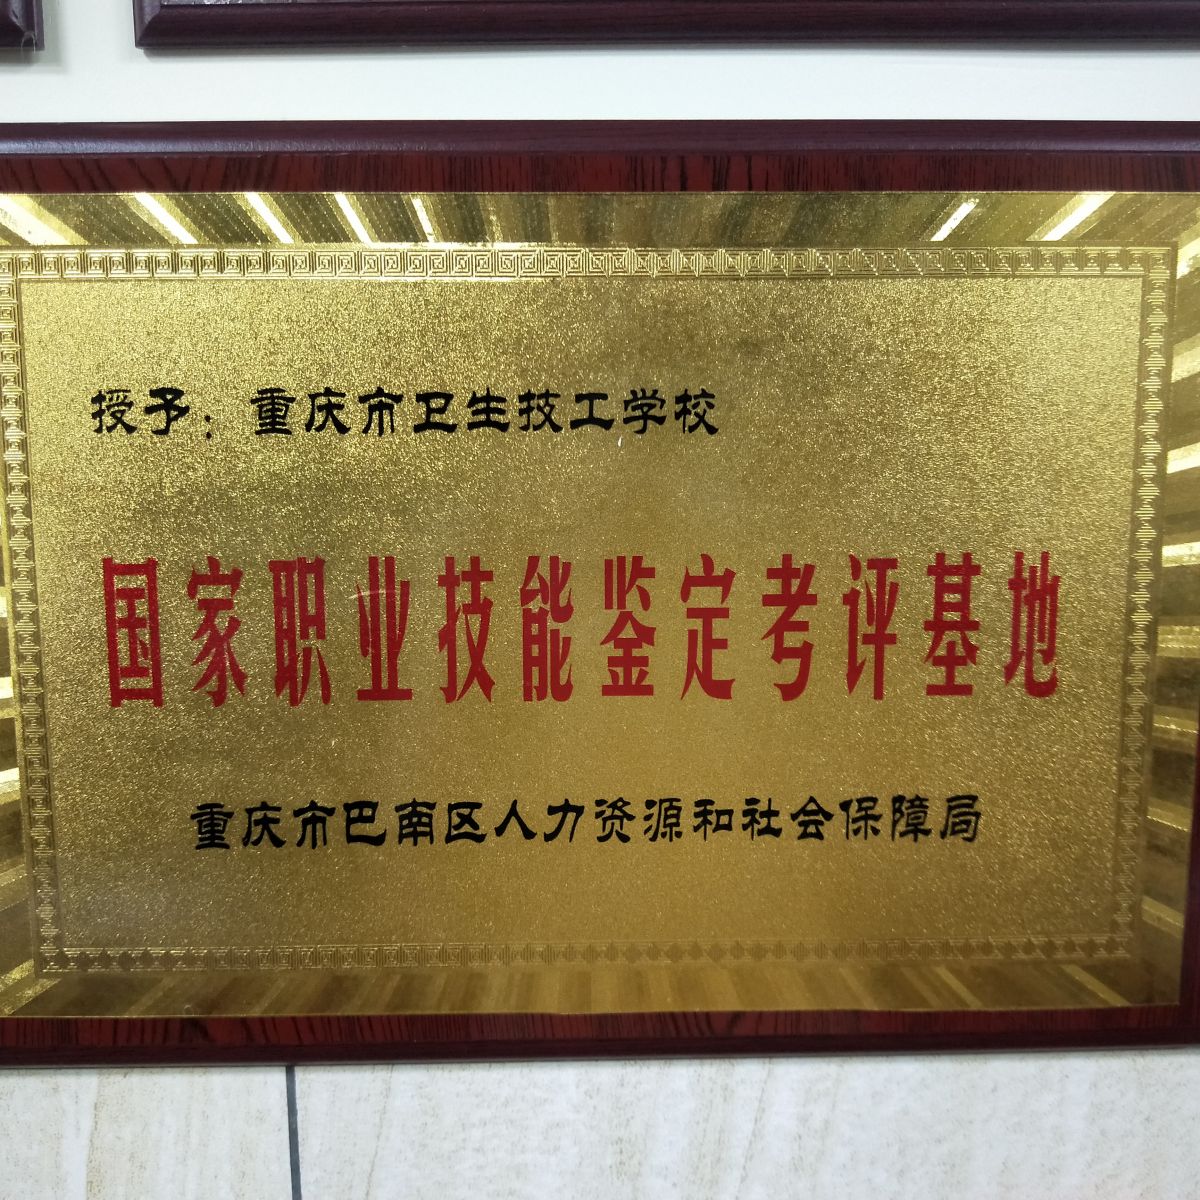 授予：重庆市卫生技工学校
国家职业技能鉴定考评基地
重庆市巴南区人力资源和社会保障局